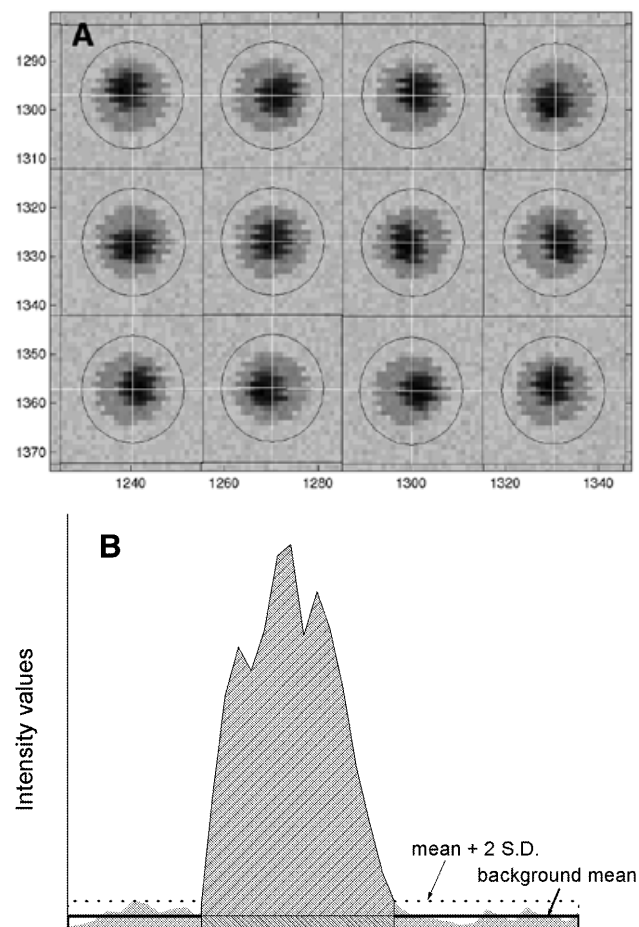 A
1290
1300
1310
1320
1330
1340
1350
1360
1370
1240 1260 1280 1300 1320 1340
B
Intensity values
mean + 2 S.D.
background mean